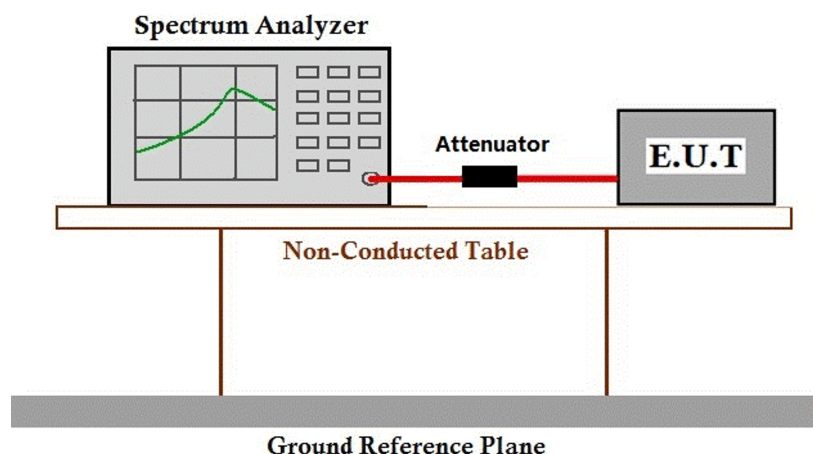 Spectrum Analyzer
Attenuator
E.U.T
Non-Conducted Table
Ground Reference Plane